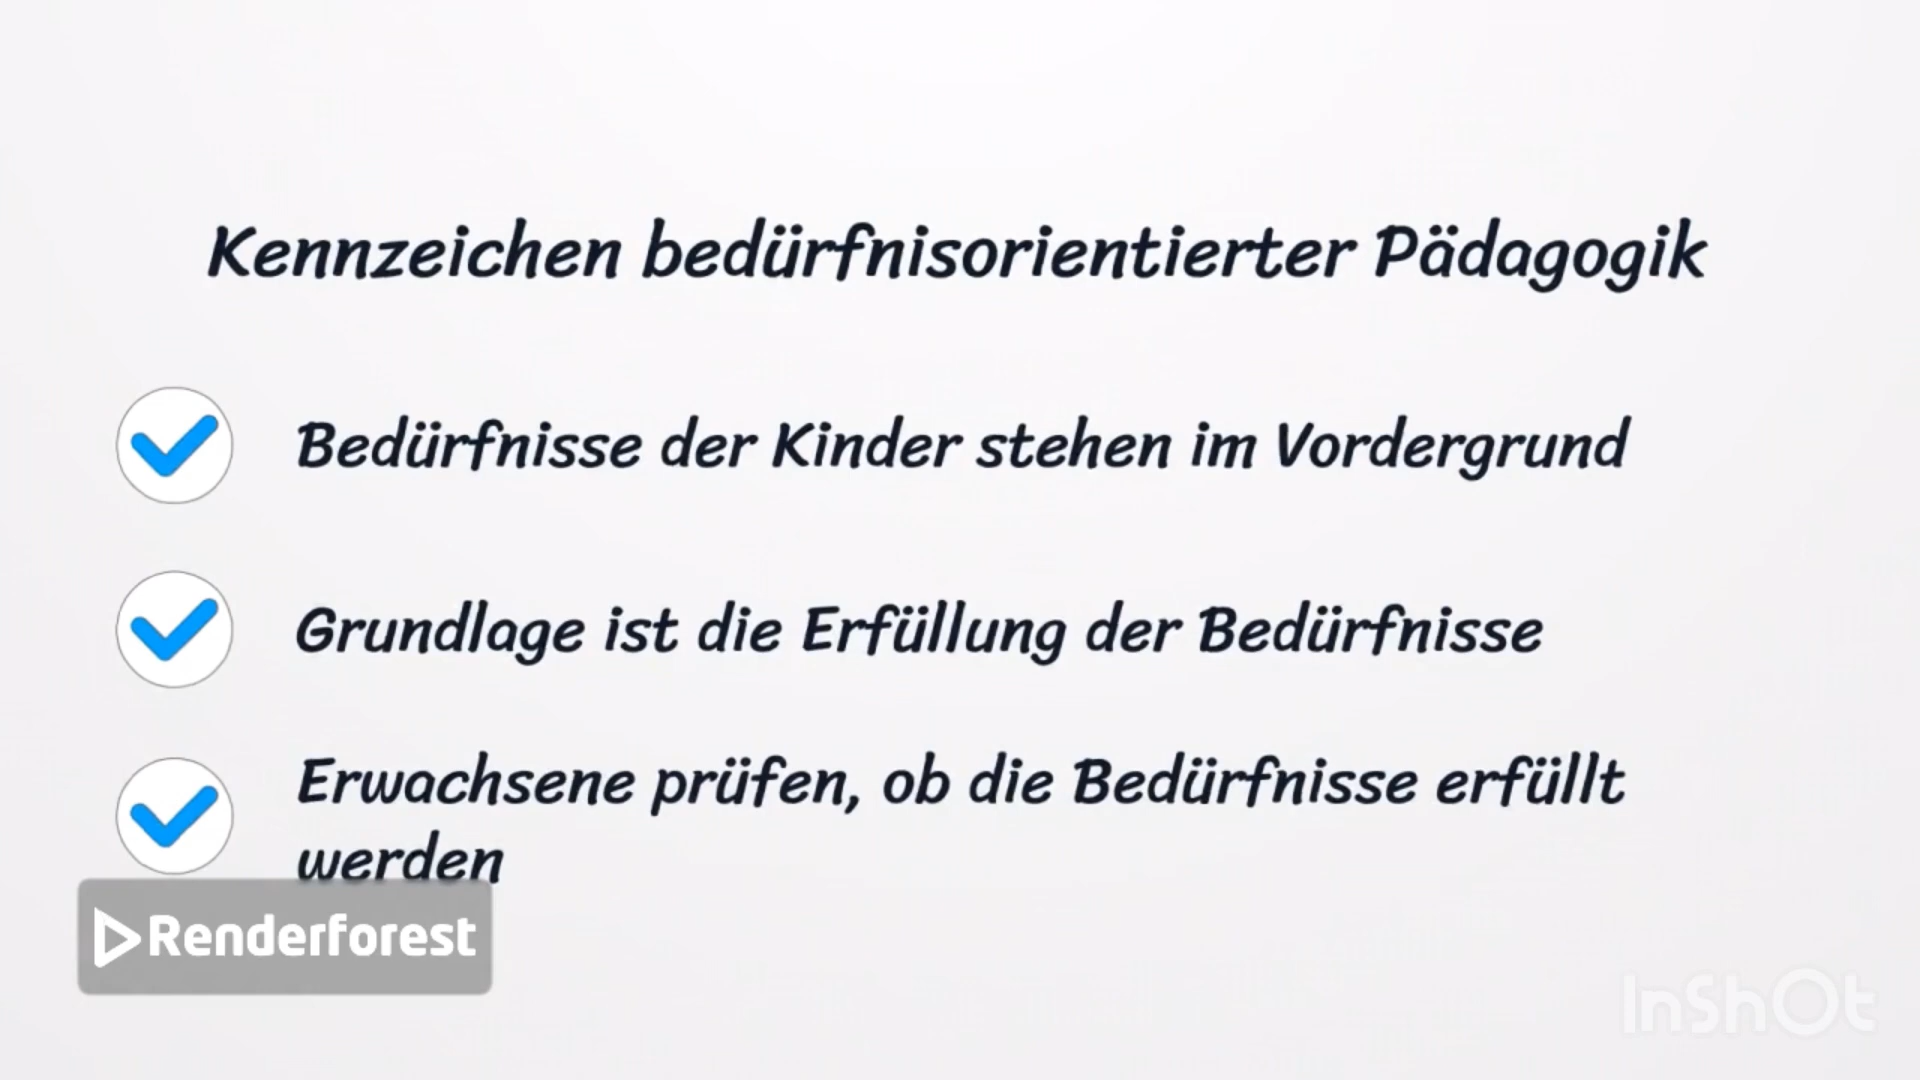 Kennzeichen bedürfnisorientierter Pädagogik
Bedürfnisse der Kinder stehen im Vordergrund
Grundlage ist die Erfüllung der Bedürfnisse
Erwachsene prüfen, ob die Bedürfnisse erfüllt
werden
Renderforest
InShOt